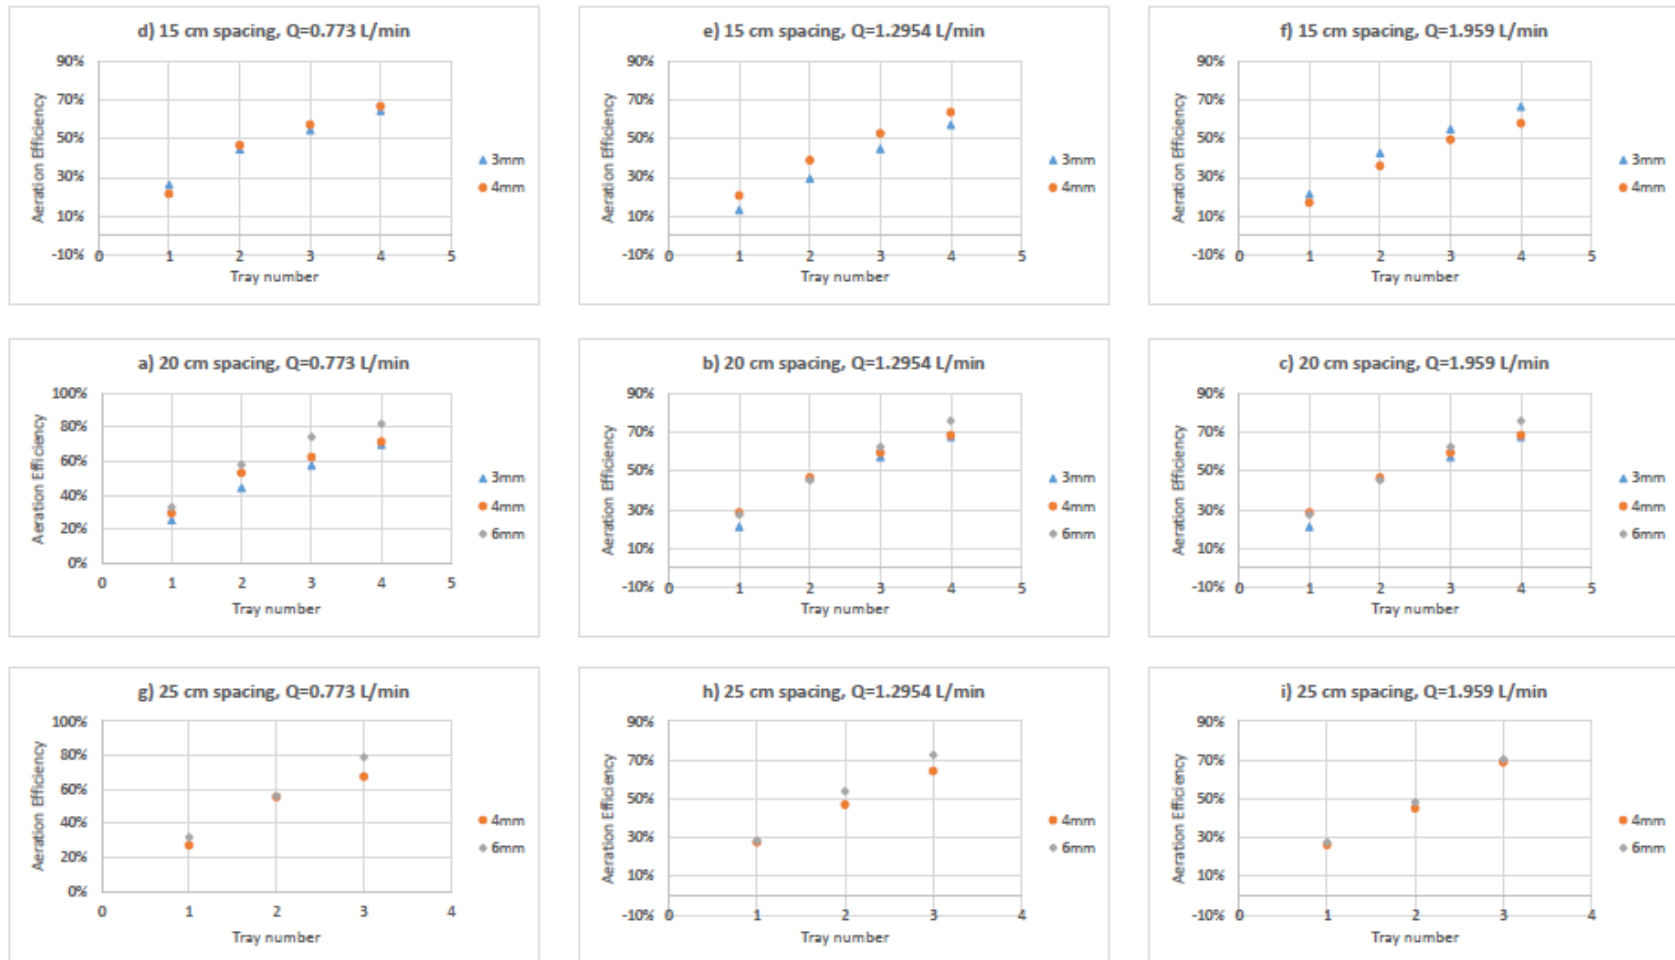 d) 15 cm spacing, Q=0.773 L/min
90%
70%
50%
30%
10%
-10%
Aeration Efficiency
0 1 2 3 4 5
Tray number
3mm
4mm
e) 15 cm spacing, Q=1.2954 L/min
90%
70%
50%
30%
10%
-10%
Aeration Efficiency
0 1 2 3 4 5
Tray number
3mm
4mm
f) 15 cm spacing, Q=1.959 L/min
90%
70%
50%
30%
10%
-10%
Aeration Efficiency
0 1 2 3 4 5
Tray number
3mm
4mm
a) 20 cm spacing, Q=0.773 L/min
100%
80%
60%
40%
20%
0%
Aeration Efficiency
0 1 2 3 4 5
Tray number
3mm
4mm
6mm
b) 20 cm spacing, Q=1.2954 L/min
90%
70%
50%
30%
10%
-10%
Aeration Efficiency
0 1 2 3 4 5
Tray number
3mm
4mm
6mm
c) 20 cm spacing, Q=1.959 L/min
90%
70%
50%
30%
10%
-10%
Aeration Efficiency
0 1 2 3 4 5
Tray number
3mm
4mm
6mm
g) 25 cm spacing, Q=0.773 L/min
100%
80%
60%
40%
20%
0%
Aeration Efficiency
0 1 2 3 4
Tray number
4mm
6mm
h) 25 cm spacing, Q=1.2954 L/min
90%
70%
50%
30%
10%
-10%
Aeration Efficiency
0 1 2 3 4
Tray number
4mm
6mm
i) 25 cm spacing, Q=1.959 L/min
90%
70%
50%
30%
10%
-10%
Aeration Efficiency
0 1 2 3 4
Tray number
4mm
6mm